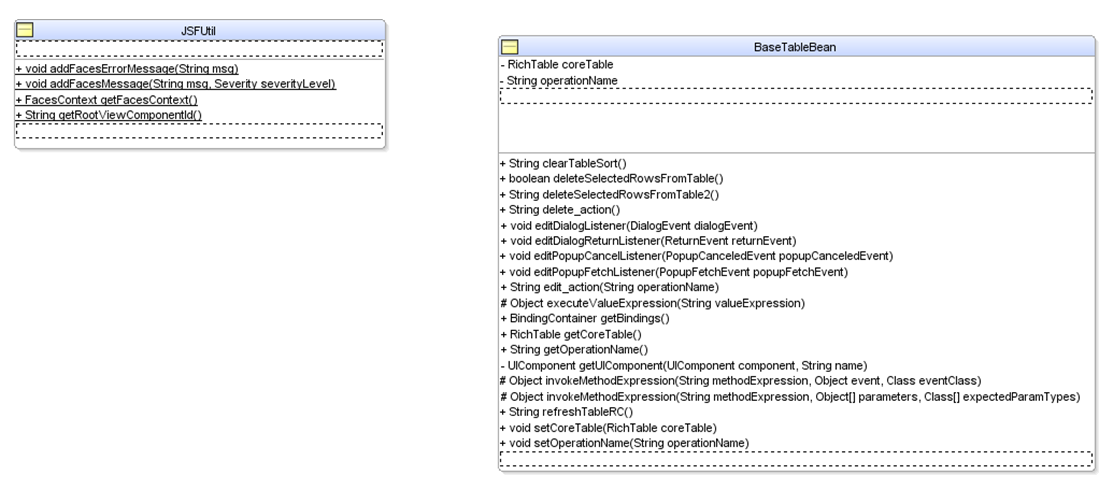 JSFUtil
+ void addFacesErrorMessage(String msg)
+ void addFacesMessage(String msg, Severity severityLevel)
+ FacesContext getFacesContext()
+ String getRootViewComponentId()
BaseTableBean
- RichTable coreTable
- String operationName
+ String clearTableSort()
+ boolean deleteSelectedRowsFromTable()
+ String deleteSelectedRowsFromTable2()
+ String delete_action()
+ void editDialogListener(DialogEvent dialogEvent)
+ void editDialogReturnListener(ReturnEvent returnEvent)
+ void editPopupCancelListener(PopupCanceledEvent popupCanceledEvent)
+ void editPopupFetchListener(PopupFetchEvent popupFetchEvent)
+ String edit_action(String operationName)
# Object executeValueExpression(String valueExpression)
+ BindingContainer getBindings()
+ RichTable getCoreTable()
+ String getOperationName()
- UIComponent getUIComponent(UIComponent component, String name)
# Object invokeMethodExpression(String methodExpression, Object event, Class eventClass)
# Object invokeMethodExpression(String methodExpression, Object[] parameters, Class[] expectedParamTypes)
+ String refreshTableRC()
+ void setCoreTable(RichTable coreTable)
+ void setOperationName(String operationName)